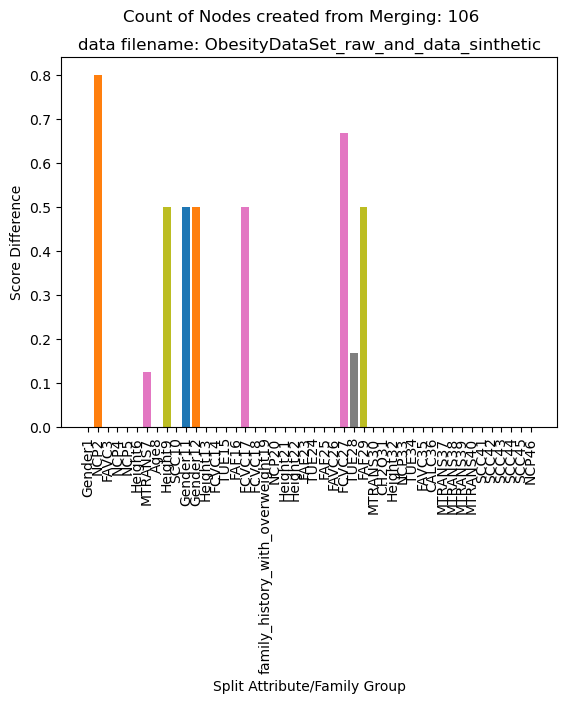 Count of Nodes created from Merging: 106
data filename: ObesityDataSet_raw_and_data_sinthetic
Score Difference
0.8
0.7
0.6
0.5
0.4
0.3
0.2
0.1
0.0
Gender1
NCP2
FAVC3
NCP4
NCP5
Height6
MTRANS7
Age8
Height9
SCC10
Gender11
Gender12
Height13
FCVC14
TUE15
FAF16
FCVC17
FCVC18
family_history_with_overweight19
NCP20
Height21
Height22
FAF23
TUE24
FAF25
FAVC26
FCVC27
TUE28
FAF29
MTRANS30
CH2O31
Height32
NCP33
TUE34
FAVC35
CAEC36
MTRANS37
MTRANS38
MTRANS39
MTRANS40
SCC41
SCC42
SCC43
SCC44
SCC45
NCP46
Split Attribute/Family Group